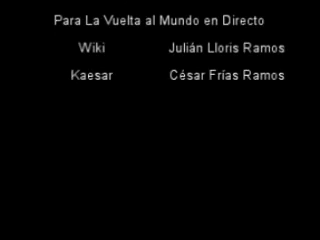 Para La Vuelta al Mundo en Directo
Wiki Julián Lloris Ramos
Kaesar César Frías Ramos